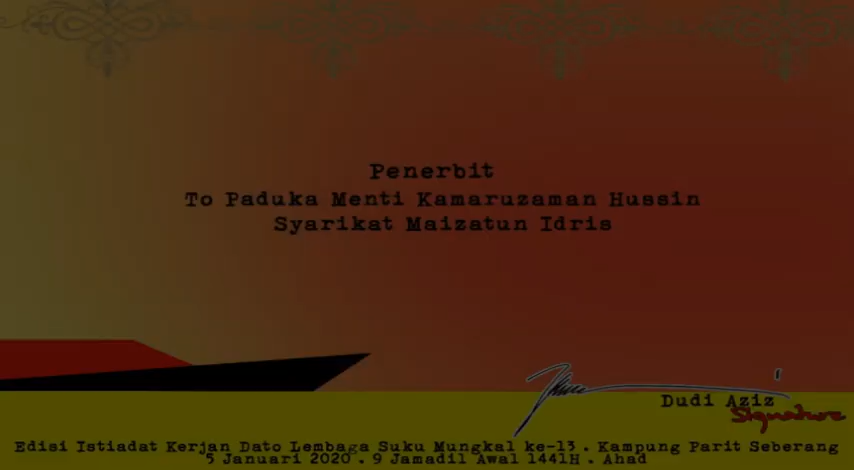 Penerbit
To Paduka Menti Kamaruzaman Hussin
Syarikat Maizatun Idris
Dudi Aziz
Signature
Edisi Istiadat Kerjan Dato Lembaga Suku Mungkal ke-13 . Kampung Parit Seberang
5 Januari 2020 . 9 Jamadil Awal 1441H . Ahad